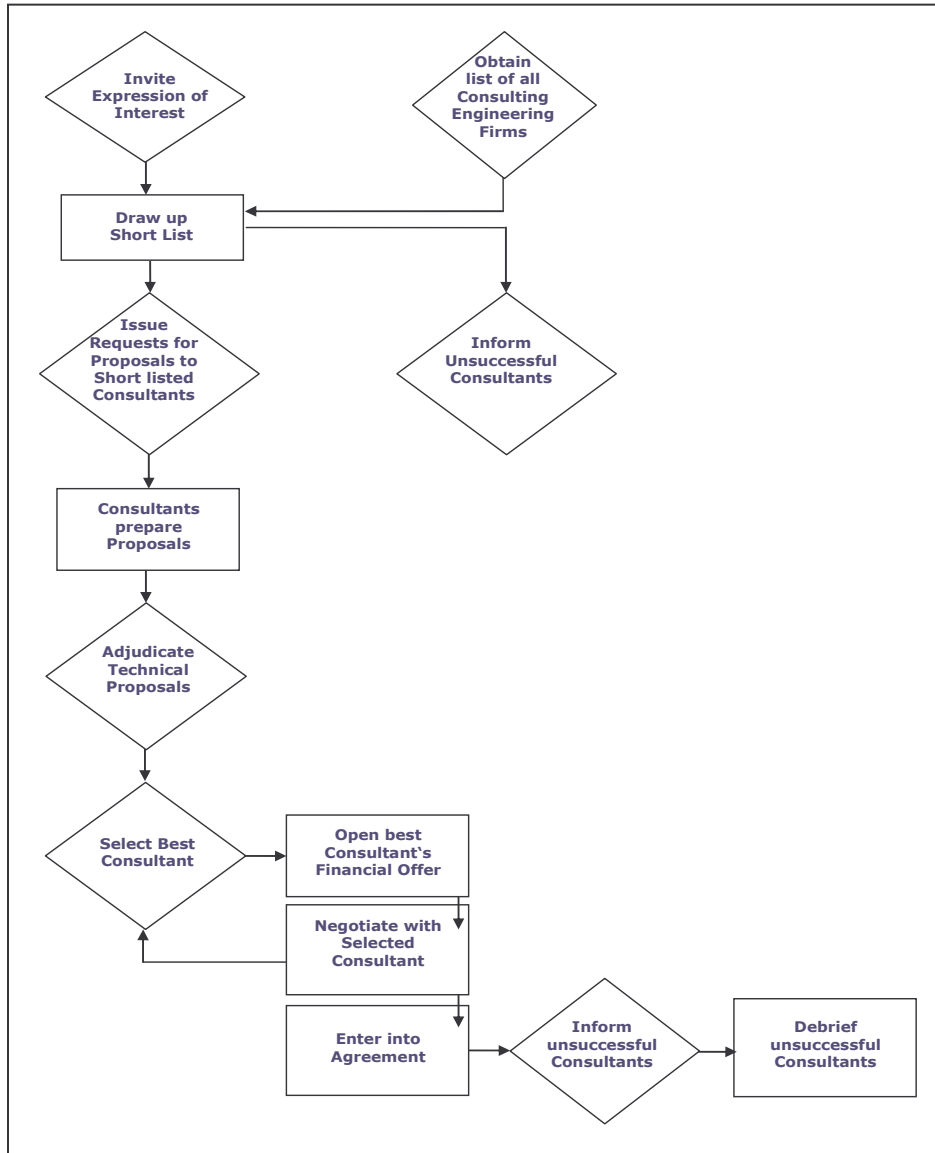 Invite
Expression of
Interest
Obtain
list of all
Consulting
Engineering
Firms
Draw up
Short List
Issue
Requests for
Proposals to
Short listed
Consultants
Inform
Unsuccessful
Consultants
Consultants
prepare
Proposals
Adjudicate
Technical
Proposals
Select Best
Consultant
Open best
Consultant‘s
Financial Offer
Negotiate with
Selected
Consultant
Enter into
Agreement
Inform
unsuccessful
Consultants
Debrief
unsuccessful
Consultants